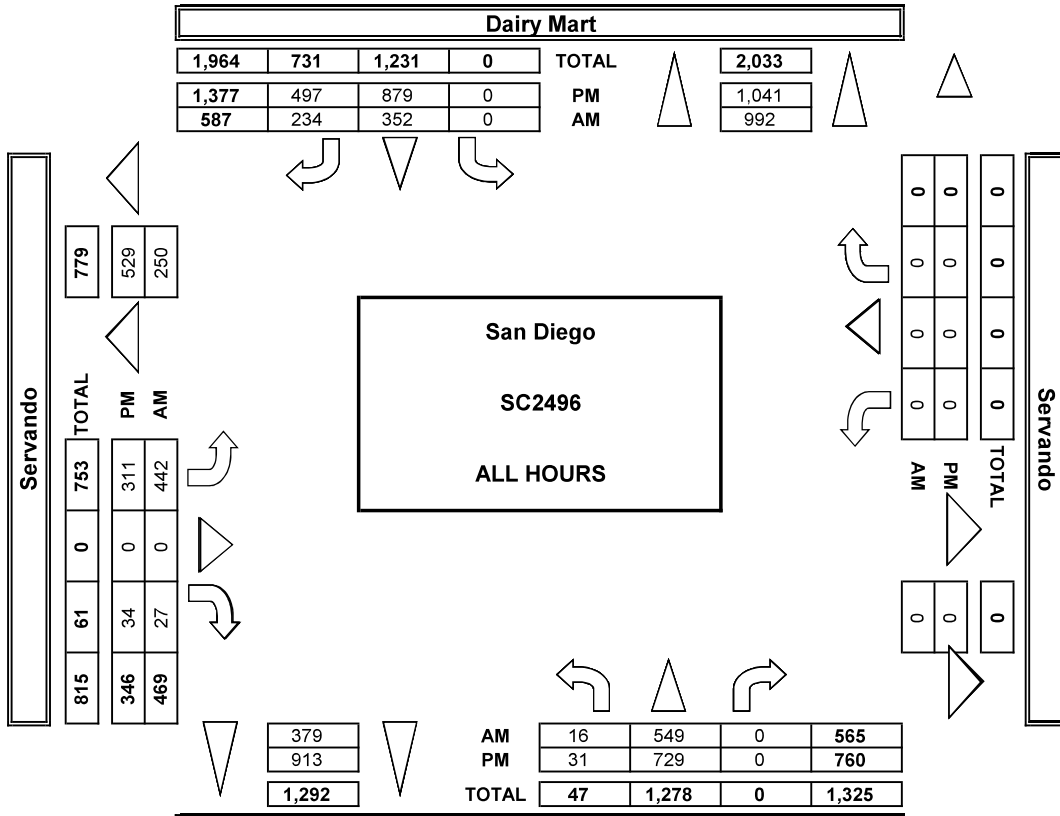 Dairy Mart
1,964 731 1,231 0 TOTAL 2,033
1,377 497 879 0 PM 1,041
587 234 352 0 AM 992
Servando
779 529 250
TOTAL PM AM
753 311 442
0 0 0
61 34 27
815 346 469
San Diego
SC2496
ALL HOURS
0 0 0
0 0 0
0 0 0
0 0 0
AM PM TOTAL
0 0 0
Servando
379 AM 16 549 0 565
913 PM 31 729 0 760
1,292 TOTAL 47 1,278 0 1,325